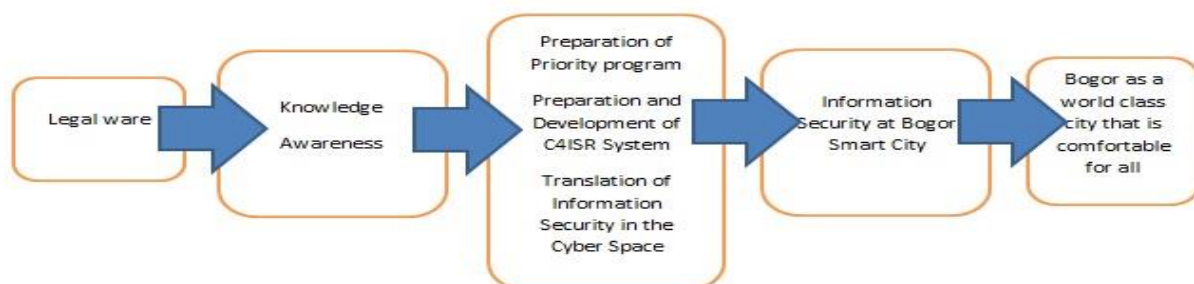 Legal ware
Knowledge
Awareness
Preparation of
Priority program
Preparation and
Development of
C4ISR System
Translation of
Information
Security in the
Cyber Space
Information
Security at Bogor
Smart City
Bogor as a
world class
city that is
comfortable
for all